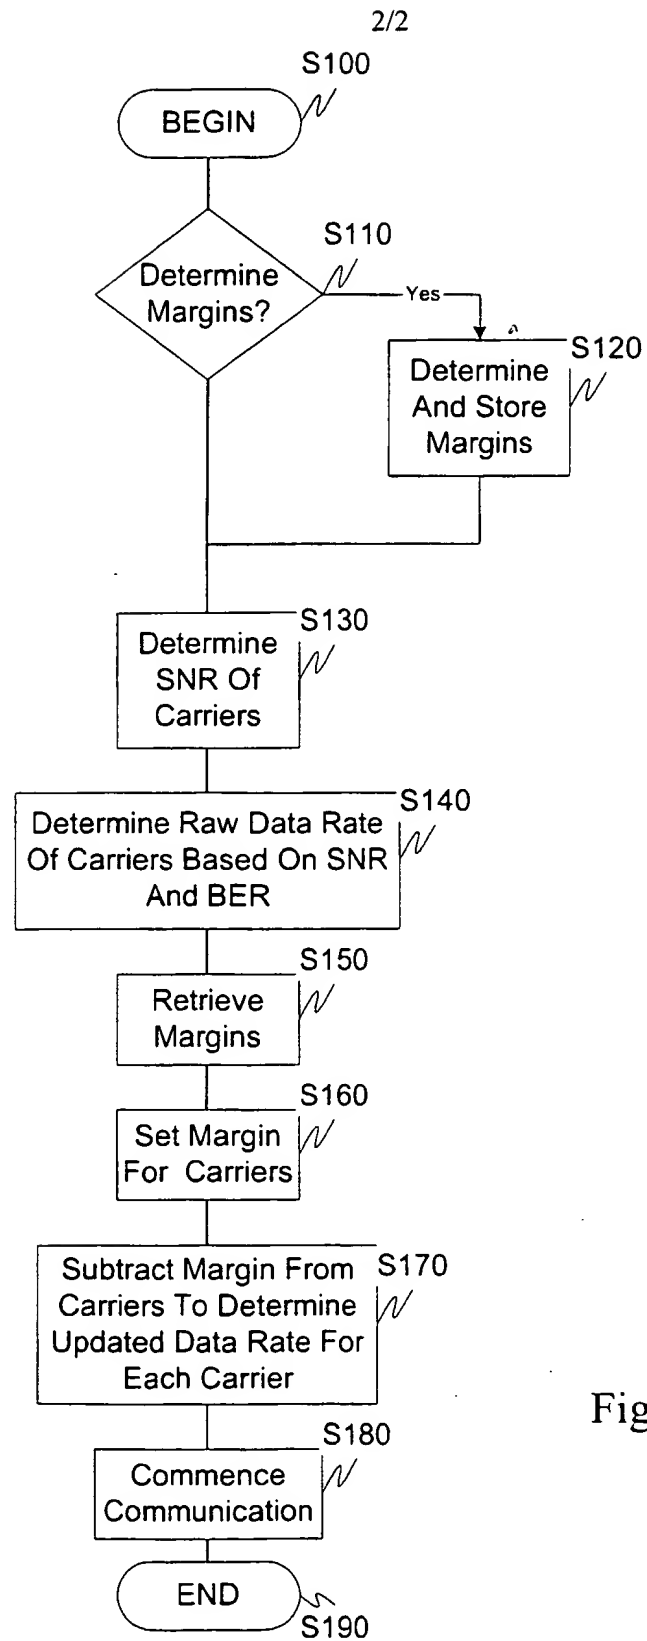 2/2
S100
BEGIN
S110
Determine
Margins?
Yes
S120
Determine
And Store
Margins
S130
Determine
SNR Of
Carriers
S140
Determine Raw Data Rate
Of Carriers Based On SNR
And BER
S150
Retrieve
Margins
S160
Set Margin
For Carriers
S170
Subtract Margin From
Carriers To Determine
Updated Data Rate For
Each Carrier
Fig
S180
Commence
Communication
END
S190